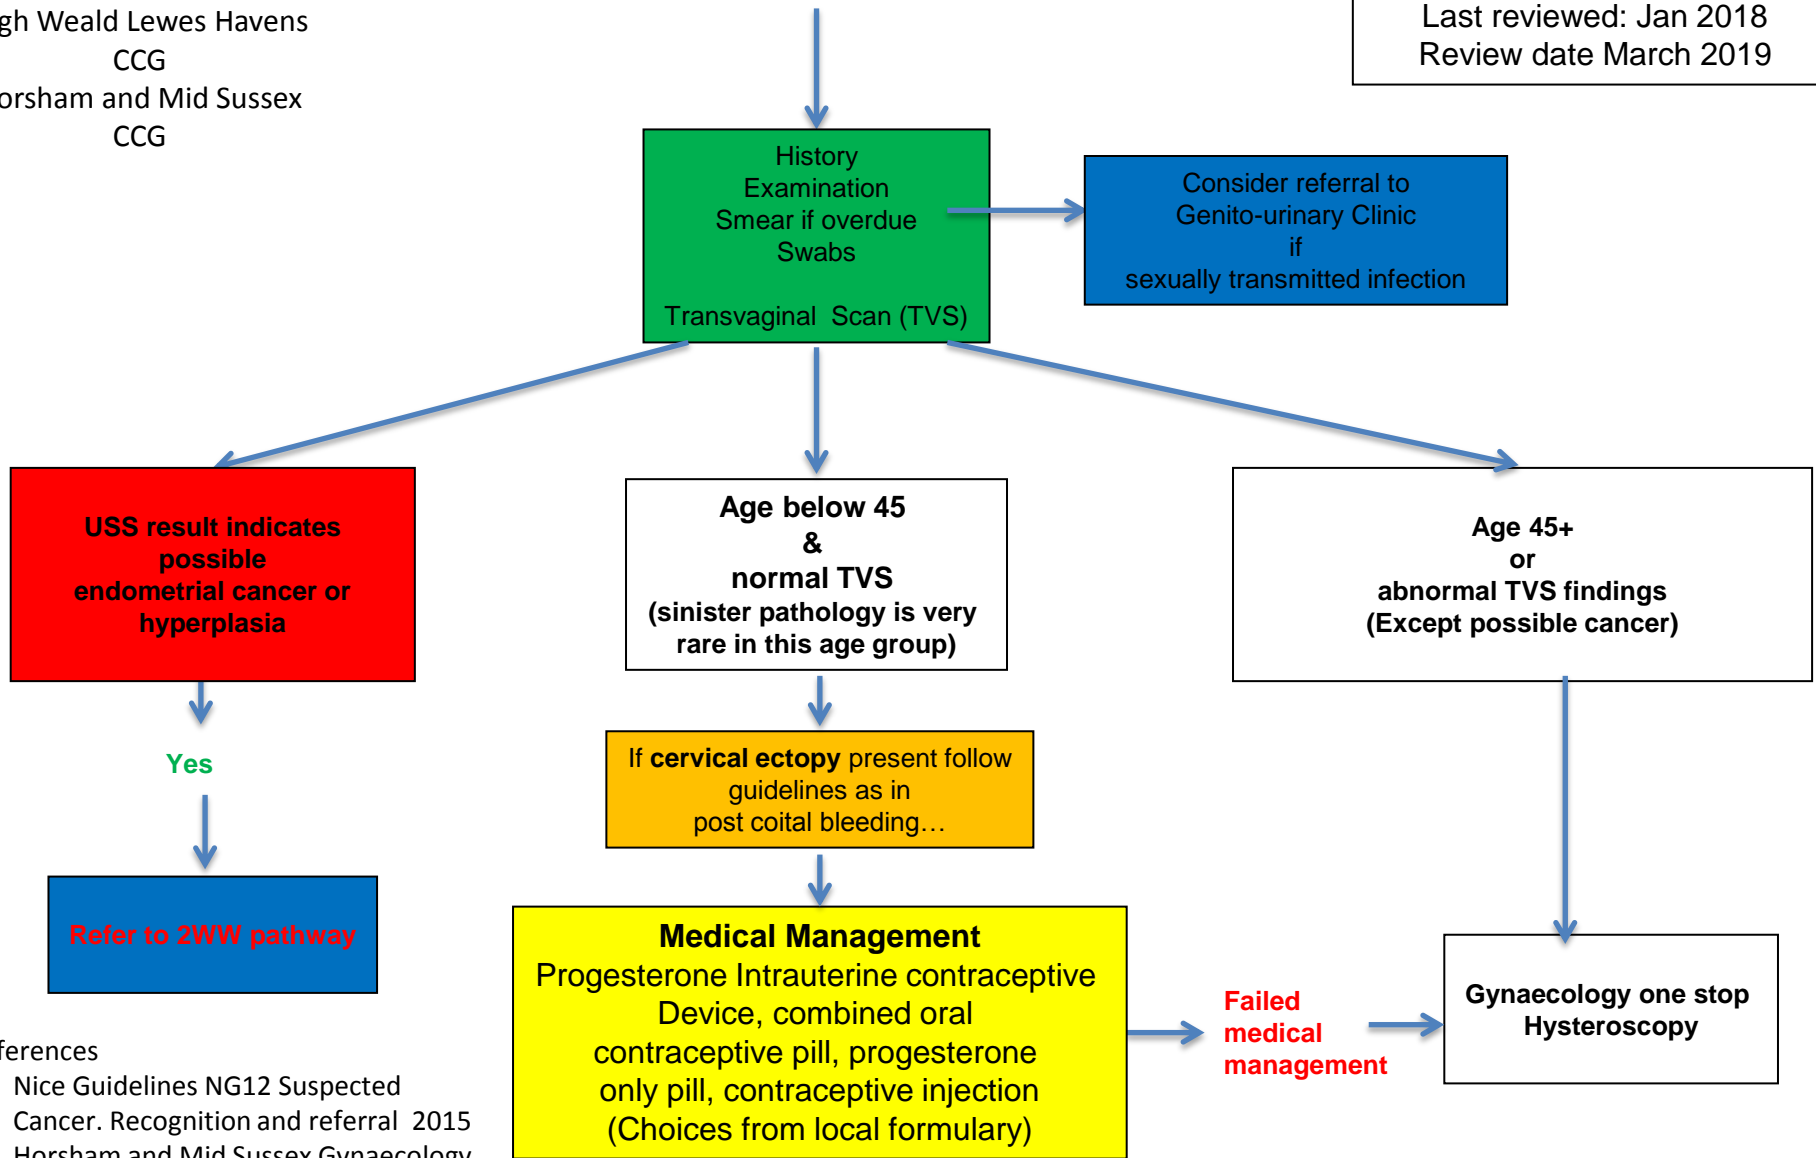 Weald Lewes Havens
CCG
and Mid Sussex
CCG
Last reviewed: Jan 2018
Review date March 2019
History
Examination
Smear if overdue
Swabs
Transvaginal Scan (TVS)
Consider referral to
Genito-urinary Clinic
if
sexually transmitted infection
USS result indicates
possible
endometrial cancer or
hyperplasia
Age below 45
&
normal TVS
(sinister pathology is very
rare in this age group)
Age 45+
or
abnormal TVS findings
(Except possible cancer)
Yes
If cervical ectopy present follow
guidelines as in
post coital bleeding…
Refer to 2WW pathway
Medical Management
Progesterone Intrauterine contraceptive
Device, combined oral
contraceptive pill, progesterone
only pill, contraceptive injection
(Choices from local formulary)
Failed
medical
management
Gynaecology one stop
Hysteroscopy
Nice Guidelines NG12 Suspected
Cancer. Recognition and referral 2015
Horsham and Mid Sussex Gynaecology